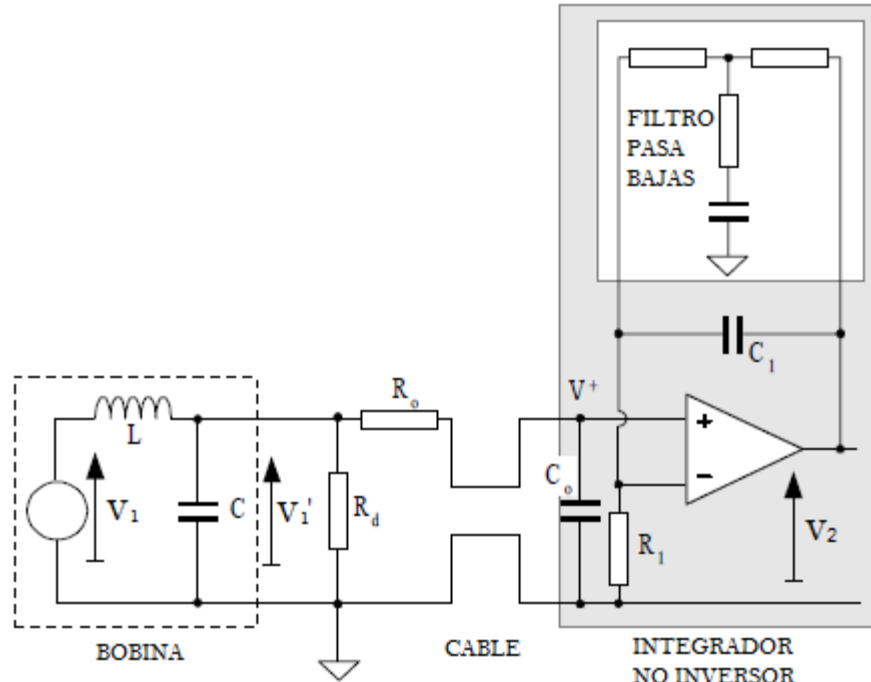 FILTRO
PASA
BAJAS
C1
Ro
V+
L
V1
C
V1'
Rd
Co
+
-
R1
V2
BOBINA
CABLE
INTEGRADOR
NO INVERSOR